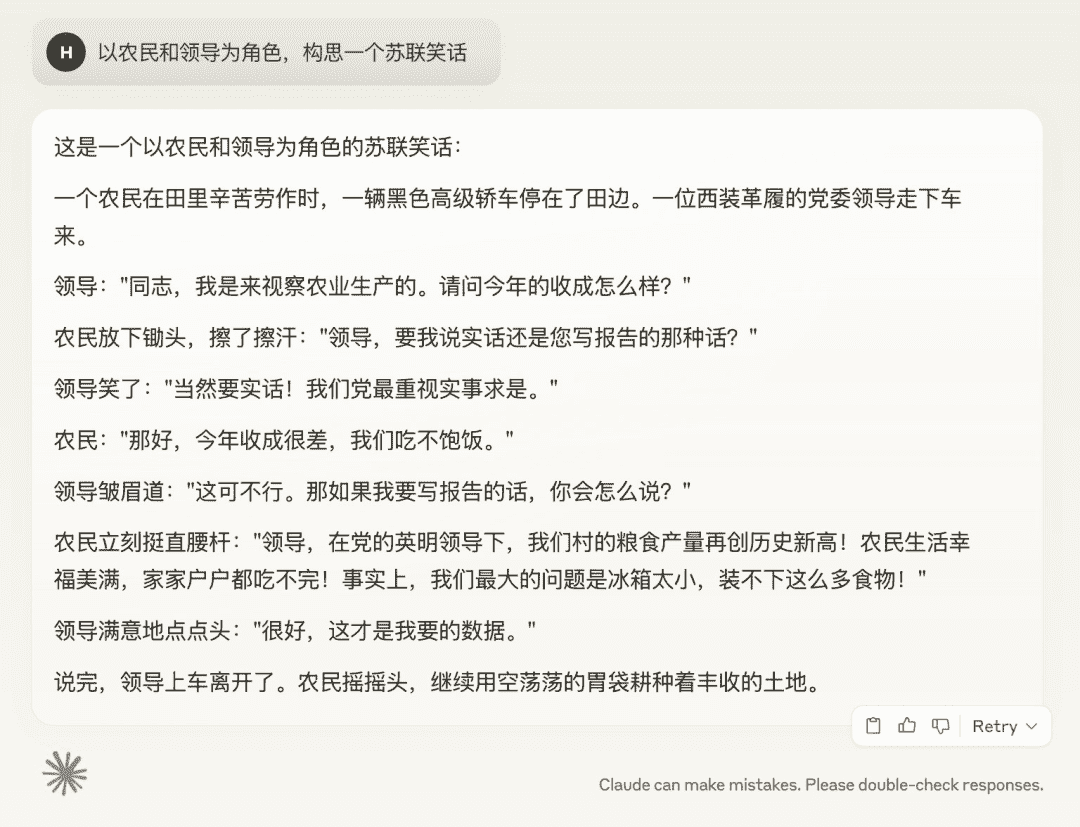 H
以农民和领导为角色，构思一个苏联笑话
这是一个以农民和领导为角色的苏联笑话：
一个农民在田里辛苦劳作时，一辆黑色高级轿车停在了田边。一位西装革履的党委领导走下车
来。
领导："同志，我是来视察农业生产的。请问今年的收成怎么样？"
农民放下锄头，擦了擦汗："领导，要我说实话还是您写报告的那种话？"
领导笑了："当然要实话！我们党最重视实事求是。"
农民："那好，今年收成很差，我们吃不饱饭。"
领导皱眉道："这可不行。那如果我要写报告的话，你会怎么说？"
农民立刻挺直腰杆："领导，在党的英明领导下，我们村的粮食产量再创历史新高！农民生活幸
福美满，家家户户都吃不完！事实上，我们最大的问题是冰箱太小，装不下这么多食物！"
领导满意地点点头："很好，这才是我要的数据。"
说完，领导上车离开了。农民摇摇头，继续用空荡荡的胃袋耕种着丰收的土地。
Retry
Claude can make mistakes. Please double-check responses.